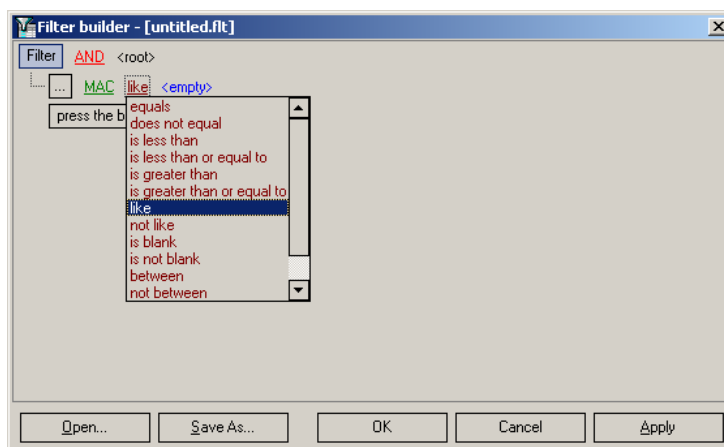 Filter builder - [untitled.flt]
Filter AND <root>
... MAC like <empty>
press the b
equals
does not equal
is less than
is less than or equal to
is greater than
is greater than or equal to
like
not like
is blank
is not blank
between
not between
Open... Save As... OK Cancel Apply